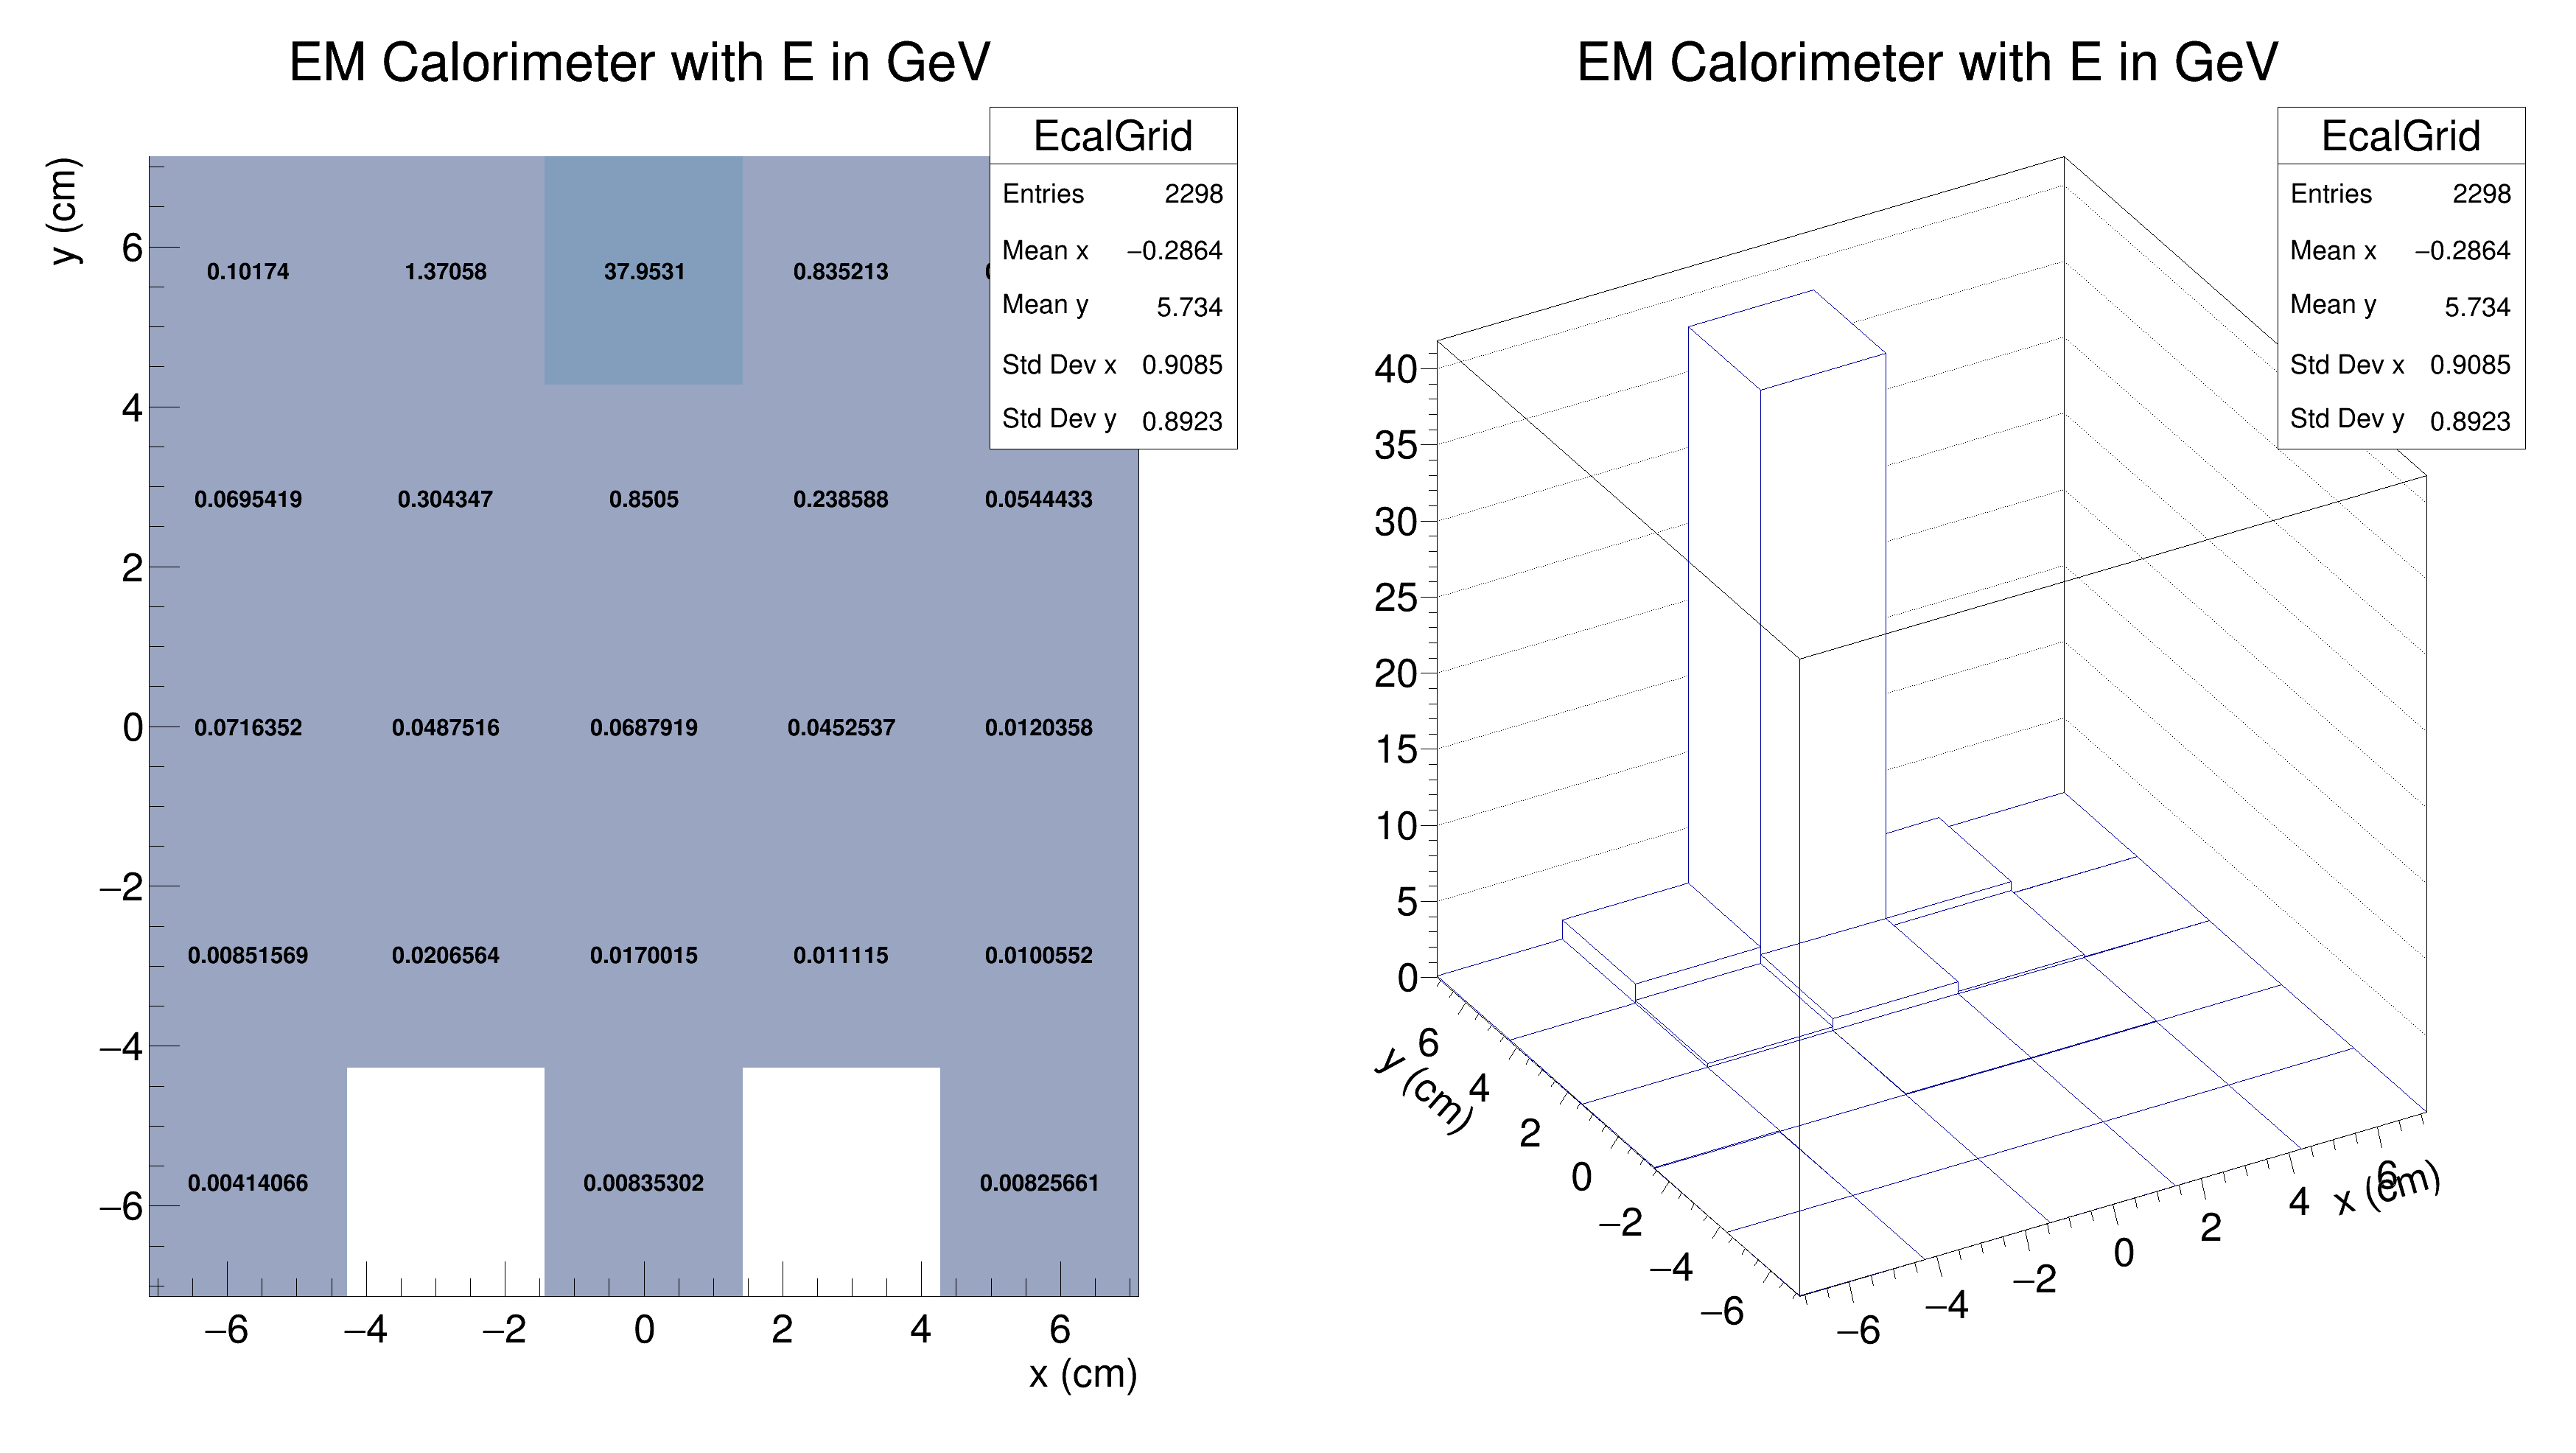 EM Calorimeter with E in GeV
EcalGrid
Entries 2298
Mean x −0.2864
Mean y 5.734
Std Dev x 0.9085
Std Dev y 0.8923
y (cm)
6
4
2
0
−2
−4
−6
0.10174 1.37058 37.9531 0.835213
0.0695419 0.304347 0.8505 0.238588 0.0544433
0.0716352 0.0487516 0.0687919 0.0452537 0.0120358
0.00851569 0.0206564 0.0170015 0.011115 0.0100552
0.00414066 0.00835302 0.00825661
−6 −4 −2 0 2 4 6
x (cm)
EM Calorimeter with E in GeV
EcalGrid
Entries 2298
Mean x −0.2864
Mean y 5.734
Std Dev x 0.9085
Std Dev y 0.8923
40
35
30
25
20
15
10
5
0
y (cm)
6
4
2
0
−2
−4
−6
−6 −4 −2 0 2 4 6
x (cm)